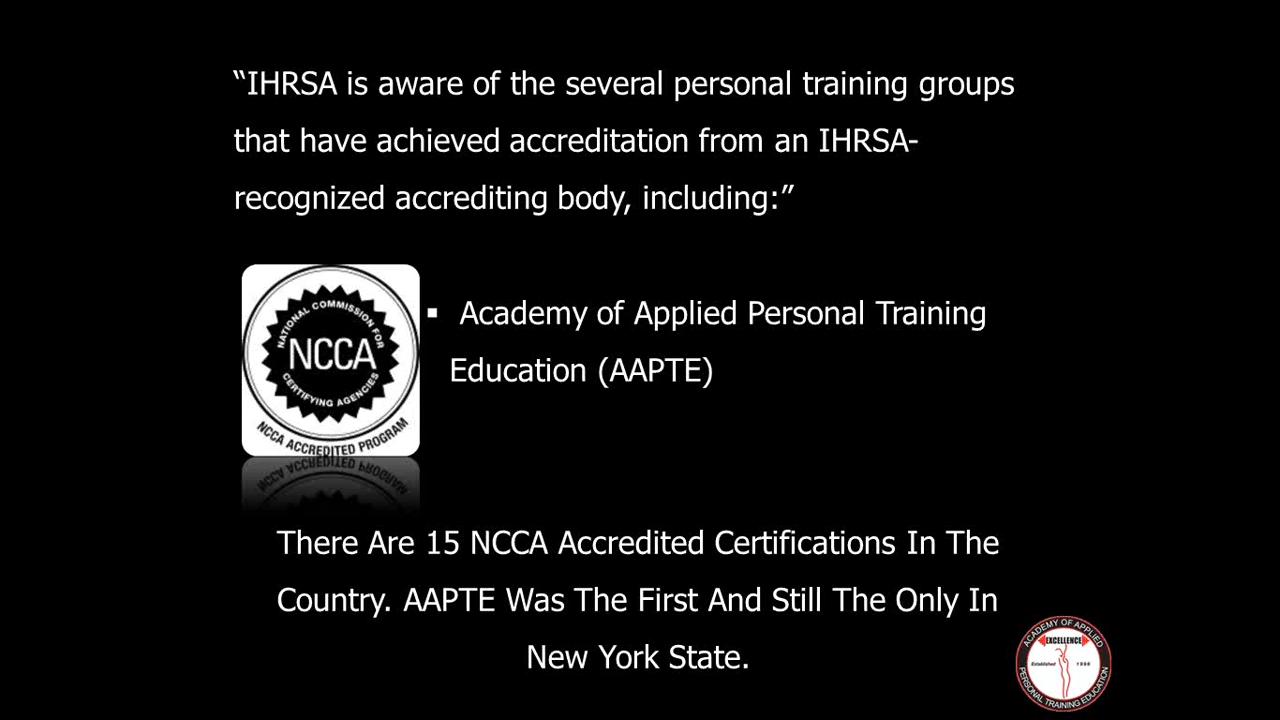 “IHRSA is aware of the several personal training groups
that have achieved accreditation from an IHRSA-
recognized accrediting body, including:”
NATIONAL COMMISSION FOR
NCCA
CERTIFYING AGENCIES
NCCA ACCREDITED PROGRAM
▪ Academy of Applied Personal Training
Education (AAPTE)
There Are 15 NCCA Accredited Certifications In The
Country. AAPTE Was The First And Still The Only In
New York State.
ACADEMY OF APPLIED
EXCELLENCE
Established 1996
PERSONAL TRAINING EDUCATION